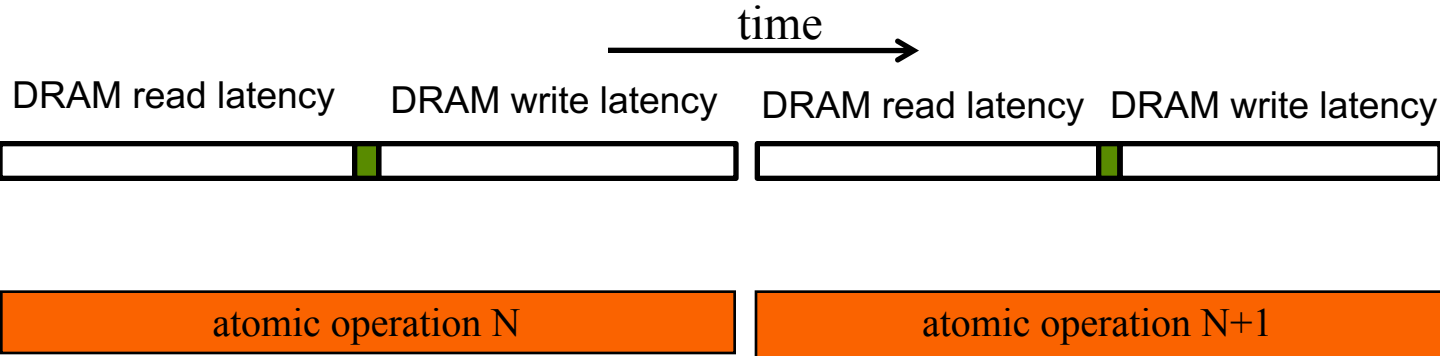 time
DRAM read latency DRAM write latency DRAM read latency DRAM write latency
atomic operation N atomic operation N+1